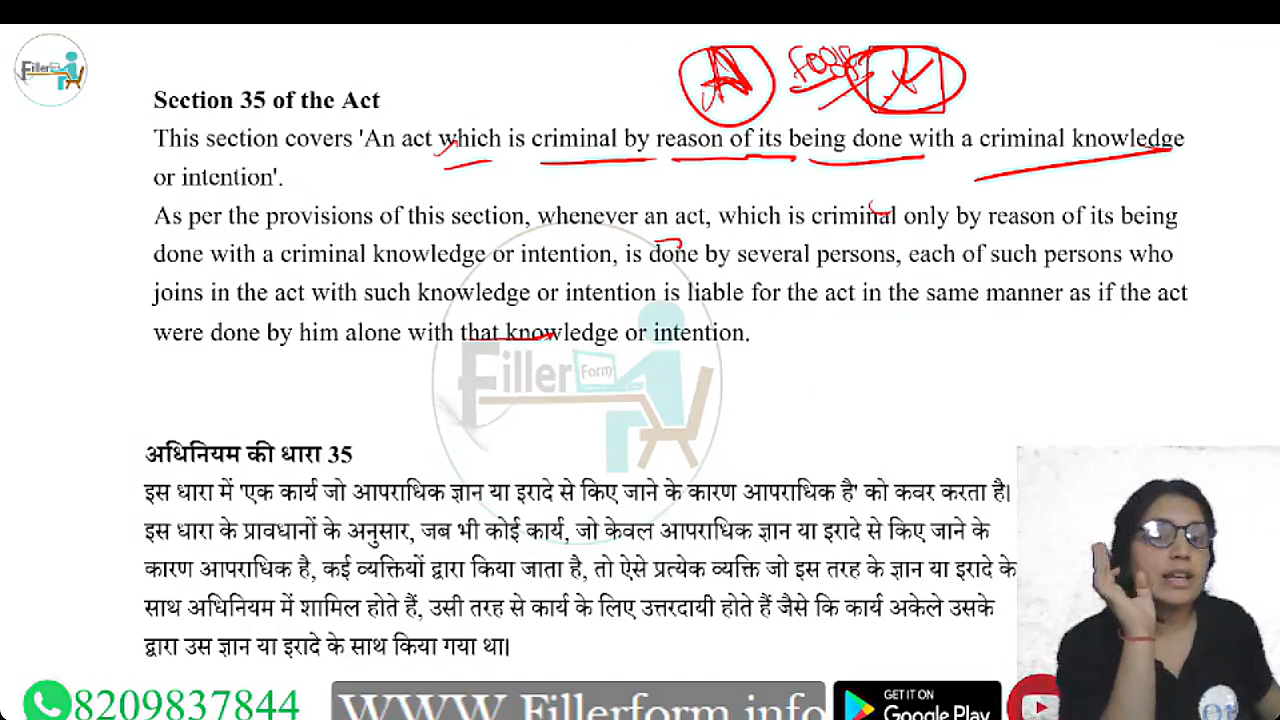 Filler
Section 35 of the Act
This section covers 'An act which is criminal by reason of its being done with a criminal knowledge
or intention'.
As per the provisions of this section, whenever an act, which is criminal only by reason of its being
done with a criminal knowledge or intention, is done by several persons, each of such persons who
joins in the act with such knowledge or intention is liable for the act in the same manner as if the act
were done by him alone with that knowledge or intention.
Filler Form
अधिनियम की धारा 35
इस धारा में 'एक कार्य जो आपराधिक ज्ञान या इरादे से किए जाने के कारण आपराधिक है' को कवर करता है।
इस धारा के प्रावधानों के अनुसार, जब भी कोई कार्य, जो केवल आपराधिक ज्ञान या इरादे से किए जाने के
कारण आपराधिक है, कई व्यक्तियों द्वारा किया जाता है, तो ऐसे प्रत्येक व्यक्ति जो इस तरह के ज्ञान या इरादे के
साथ अधिनियम में शामिल होते हैं, उसी तरह से कार्य के लिए उत्तरदायी होते हैं जैसे कि कार्य अकेले उसके
द्वारा उस ज्ञान या इरादे के साथ किया गया था।
8209837844
WWW.Fillerform.info
GET IT ON
Google Play